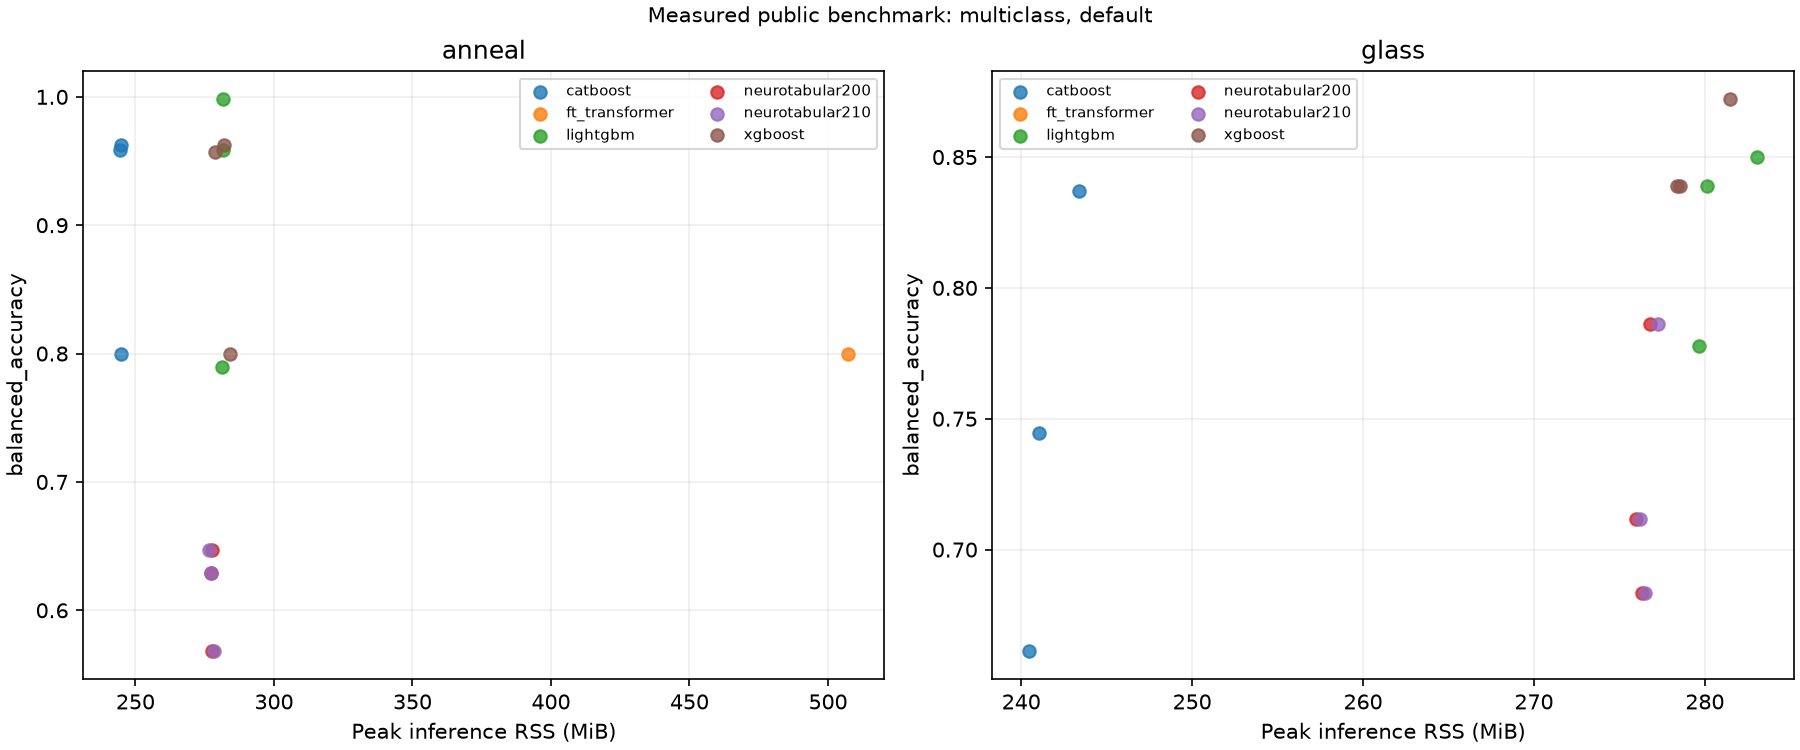 Measured public benchmark: multiclass, default
anneal
balanced_accuracy
1.0
0.9
0.8
0.7
0.6
catboost
ft_transformer
lightgbm
neurotabular200
neurotabular210
xgboost
250
300
350
400
450
500
Peak inference RSS (MiB)
glass
balanced_accuracy
0.85
0.80
0.75
0.70
catboost
ft_transformer
lightgbm
neurotabular200
neurotabular210
xgboost
240
250
260
270
280
Peak inference RSS (MiB)